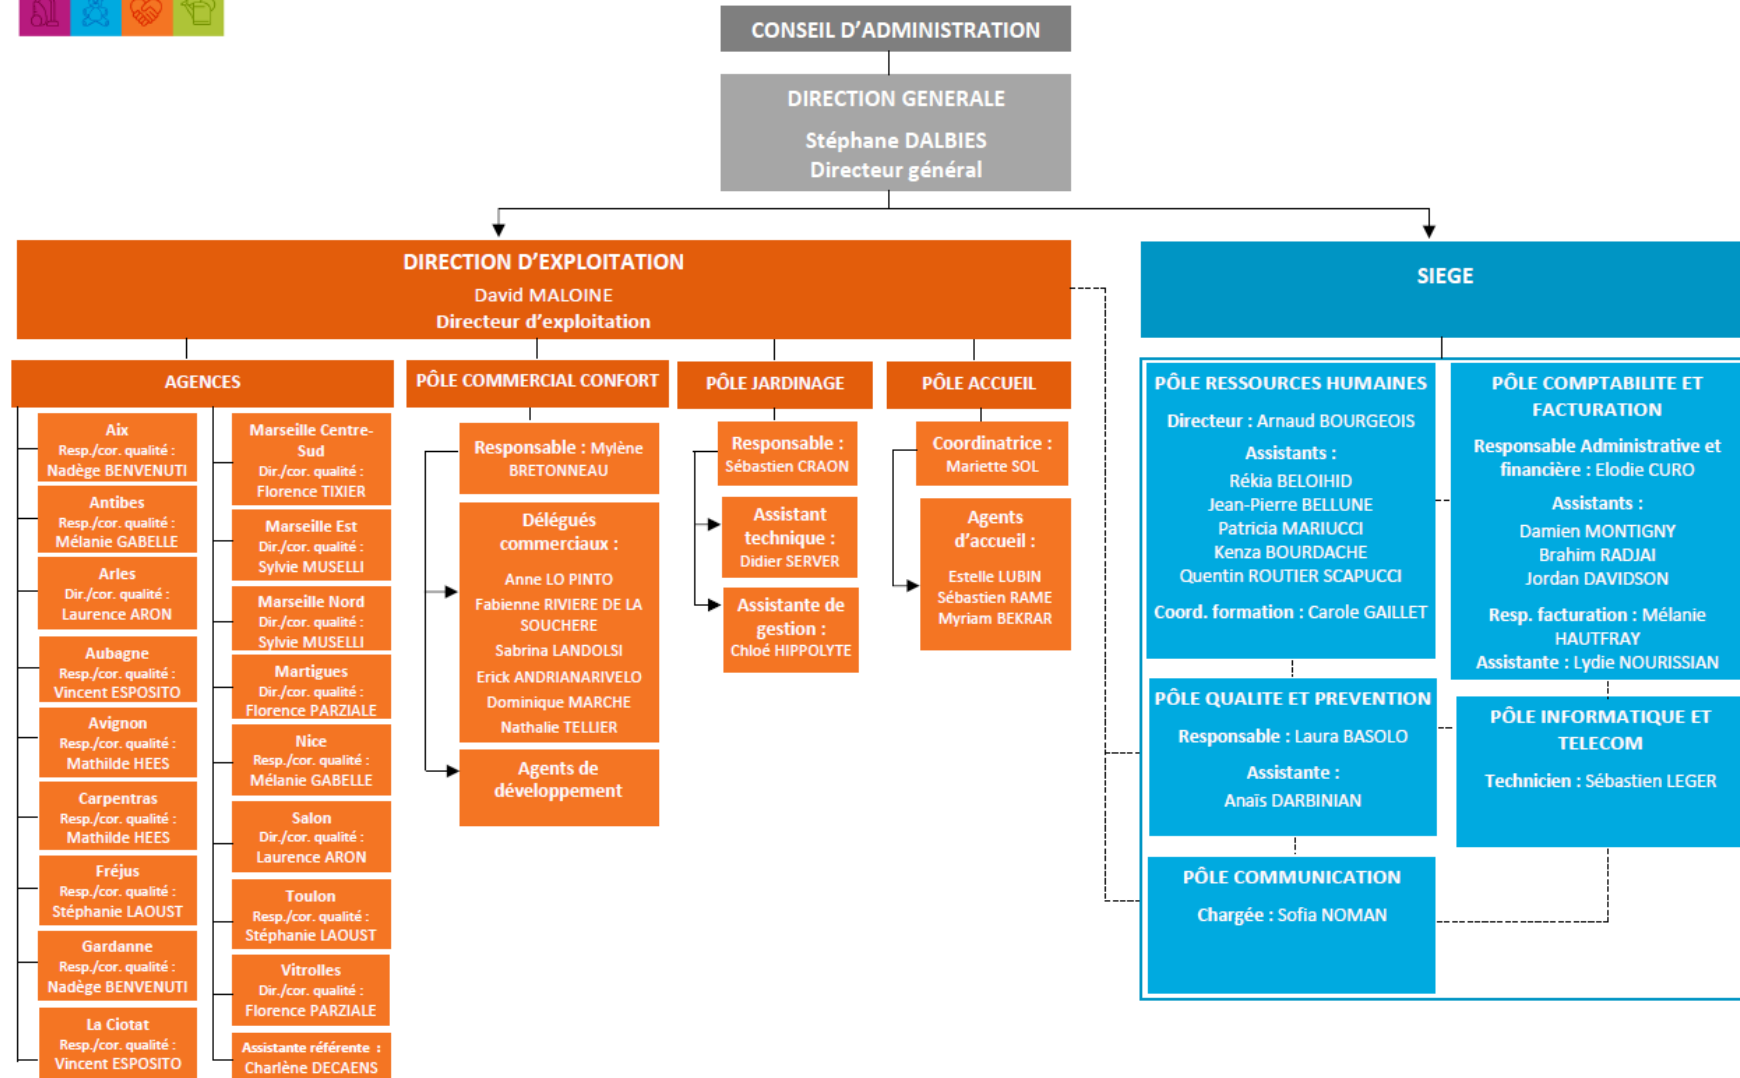 CONSEIL D'ADMINISTRATION
DIRECTION GENERALE
Stéphane DALBIES
Directeur général
DIRECTION D'EXPLOITATION
David MALOINE
Directeur d'exploitation
SIEGE
AGENCES
Aix
Resp./cor. qualité :
Nadège BENVENUTI
Antibes
Resp./cor. qualité :
Mélanie GABELLE
Arles
Dir./cor. qualité :
Laurence ARON
Aubagne
Resp./cor. qualité :
Vincent ESPOSITO
Avignon
Resp./cor. qualité :
Mathilde HEES
Carpentras
Resp./cor. qualité :
Mathilde HEES
Fréjus
Resp./cor. qualité :
Stéphanie LAOUST
Gardanne
Resp./cor. qualité :
Nadège BENVENUTI
La Ciotat
Resp./cor. qualité :
Vincent ESPOSITO
Marseille Centre-
Sud
Dir./cor. qualité :
Florence TIXIER
Marseille Est
Dir./cor. qualité :
Sylvie MUSELLI
Marseille Nord
Dir./cor. qualité :
Sylvie MUSELLI
Martigues
Dir./cor. qualité :
Florence PARZIALE
Nice
Resp./cor. qualité :
Mélanie GABELLE
Salon
Dir./cor. qualité :
Laurence ARON
Toulon
Resp./cor. qualité :
Stéphanie LAOUST
Vitrolles
Dir./cor. qualité :
Florence PARZIALE
Assistante référente :
Charlène DECAENS
PÔLE COMMERCIAL CONFORT
Responsable : Mylène
BRETONNEAU
Délégués
commerciaux :
Anne LO PINTO
Fabienne RIVIERE DE LA
SOUCHERE
Sabrina LANDOLSI
Erick ANDRIANARIVELO
Dominique MARCHE
Nathalie TELLIER
Agents de
développement
PÔLE JARDINAGE
Responsable :
Sébastien CRAON
Assistant
technique :
Didier SERVER
Assistante de
gestion :
Chloé HIPPOLYTE
PÔLE ACCUEIL
Coordinatrice :
Mariette SOL
Agents
d'accueil :
Estelle LUBIN
Sébastien RAME
Myriam BEKRAR
PÔLE RESSOURCES HUMAINES
Directeur : Arnaud BOURGEOIS
Assistants :
Rékia BELOIHID
Jean-Pierre BELLUNE
Patricia MARIUCCI
Kenza BOURDACHE
Quentin ROUTIER SCAPUCCI
Coord. formation : Carole GAILLET
PÔLE QUALITE ET PREVENTION
Responsable : Laura BASOLO
Assistante :
Anaïs DARBINIAN
PÔLE COMMUNICATION
Chargée : Sofia NOMAN
PÔLE COMPTABILITE ET
FACTURATION
Responsable Administrative et
financière : Elodie CURO
Assistants :
Damien MONTIGNY
Brahim RADJAI
Jordan DAVIDSON
Resp. facturation : Mélanie
HAUTFRAY
Assistante : Lydie NOURISSIAN
PÔLE INFORMATIQUE ET
TELECOM
Technicien : Sébastien LEGER